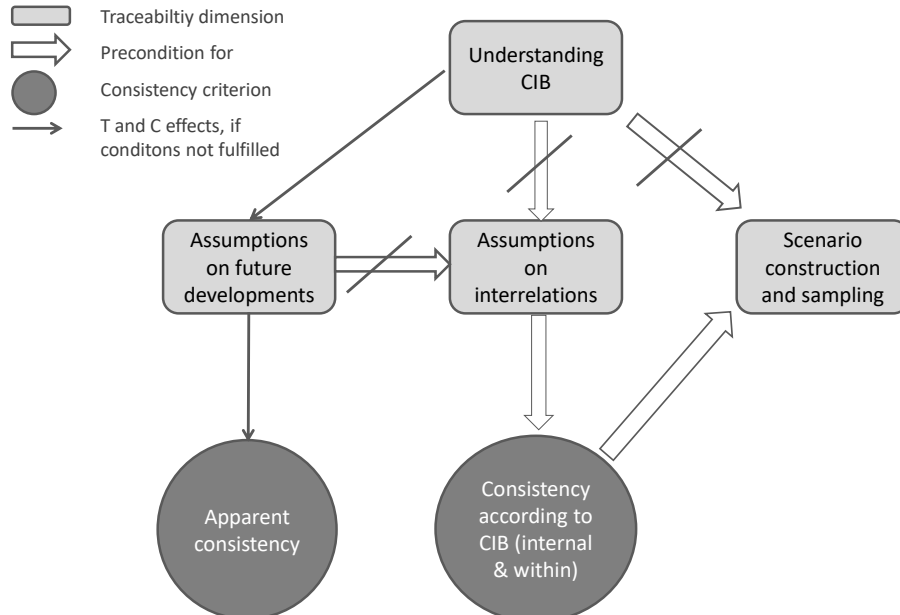 Traceabiltiy dimension
Precondition for
Consistency criterion
T and C effects, if
conditons not fulfilled
Understanding
CIB
Assumptions
on future
developments
Assumptions
on
interrelations
Scenario
construction
and sampling
Apparent
consistency
Consistency
according to
CIB (internal
& within)